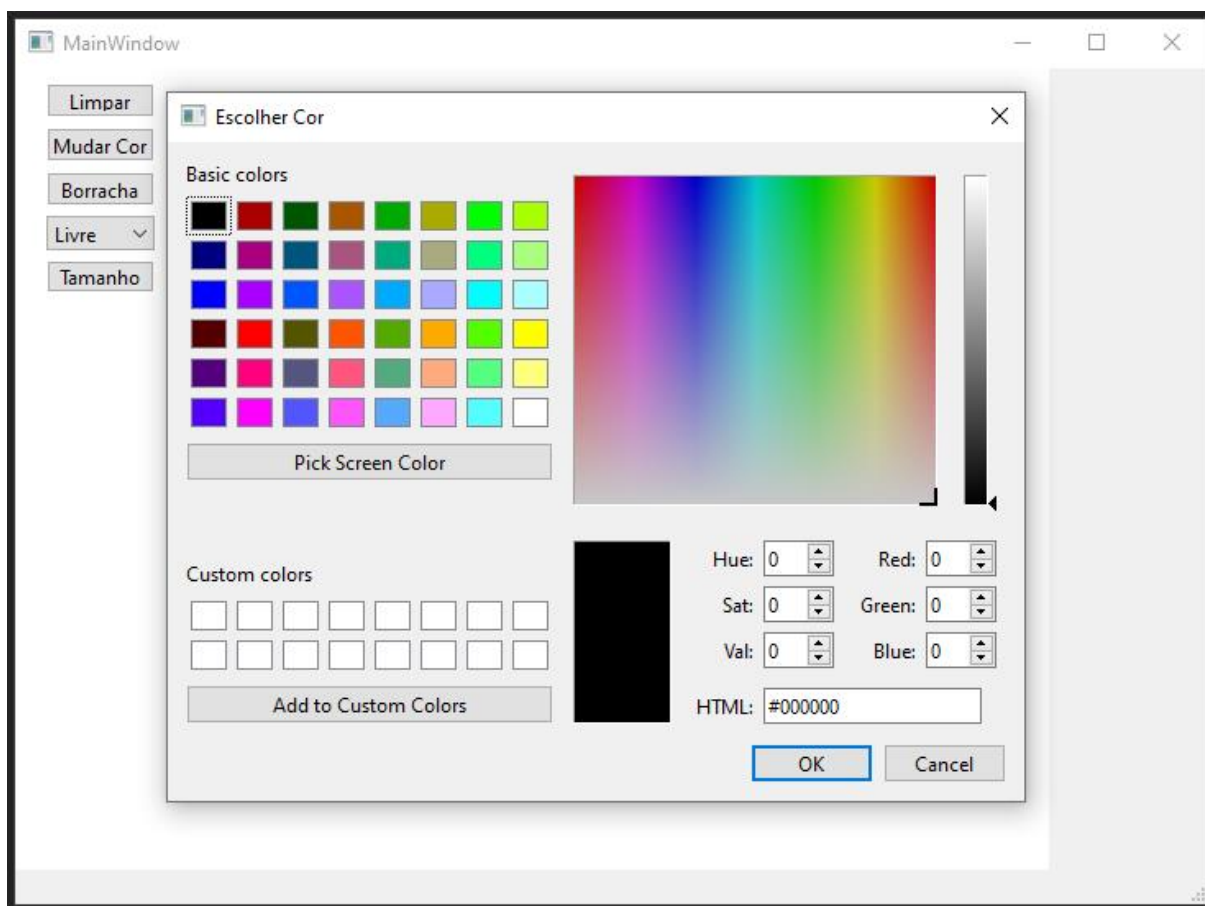 MainWindow
Limpar
Mudar Cor
Borracha
Livre
Tamanho
Escolher Cor
Basic colors
Pick Screen Color
Custom colors
Add to Custom Colors
Hue: 0 Red: 0
Sat: 0 Green: 0
Val: 0 Blue: 0
HTML: #000000
OK Cancel